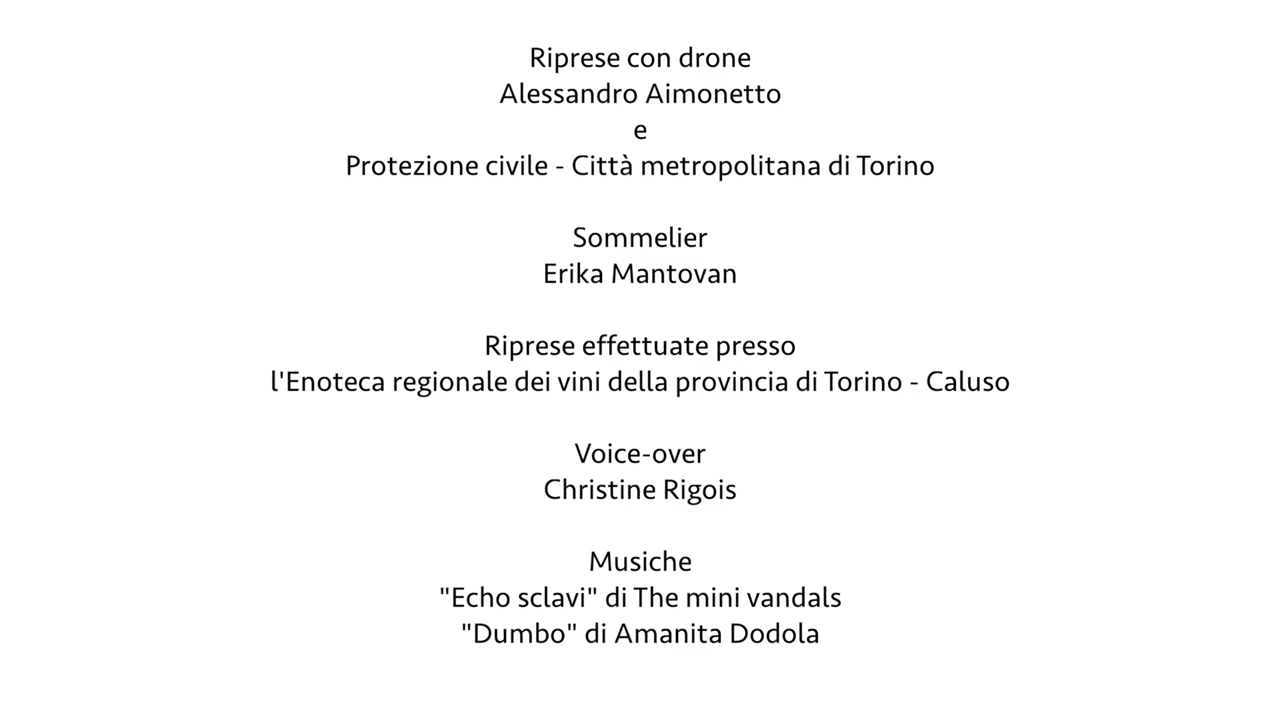 Riprese con drone
Alessandro Aimonetto
e
Protezione civile - Città metropolitana di Torino
Sommelier
Erika Mantovan
Riprese effettuate presso
l'Enoteca regionale dei vini della provincia di Torino - Caluso
Voice-over
Christine Rigois
Musiche
"Echo sclavi" di The mini vandals
"Dumbo" di Amanita Dodola